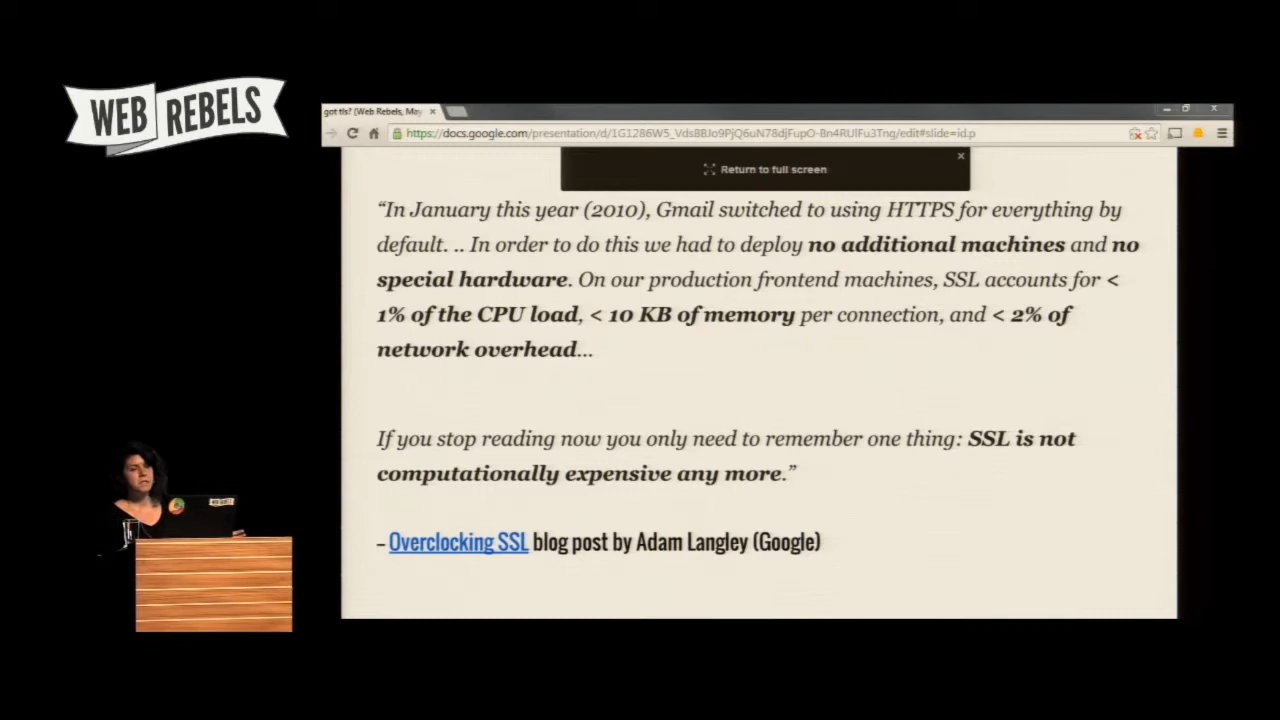 WEB REBELS
got tls? (Web Rebels, May
https://docs.google.com/presentation/d/1G1286W5_Vds8BJo9PjQ6uN78djFupO-Bn4RUlFu3Tng/edit#slide=id.p
Return to full screen
“In January this year (2010), Gmail switched to using HTTPS for everything by
default. .. In order to do this we had to deploy no additional machines and no
special hardware. On our production frontend machines, SSL accounts for <
1% of the CPU load, < 10 KB of memory per connection, and < 2% of
network overhead...
If you stop reading now you only need to remember one thing: SSL is not
computationally expensive any more.”
– Overclocking SSL blog post by Adam Langley (Google)